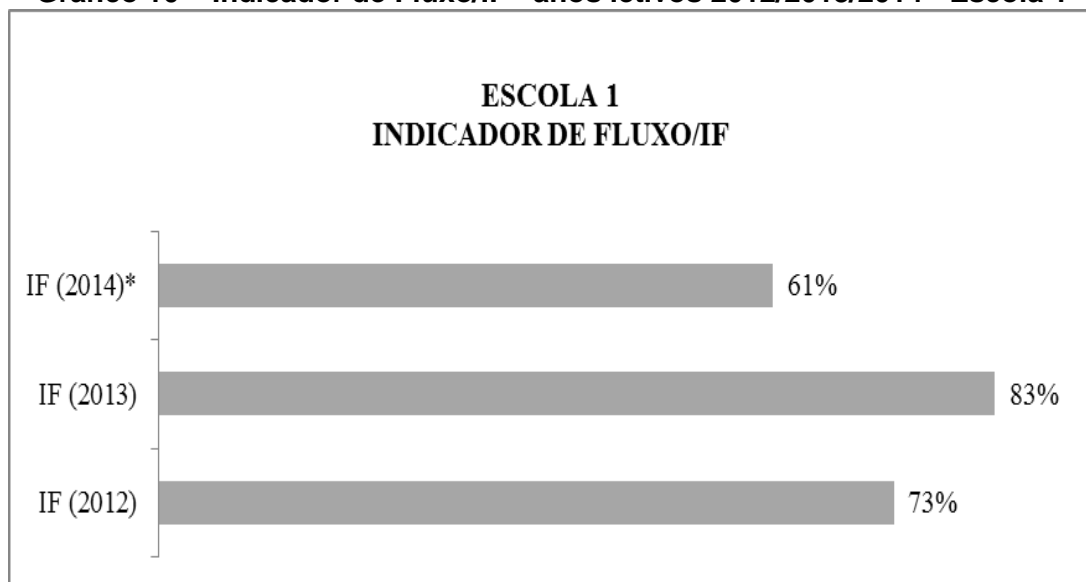 Gráfico 10 – Indicador de Fluxo/IF – anos letivos 2012/2013/2014 – Escola 1
ESCOLA 1
INDICADOR DE FLUXO/IF
IF (2014)* 61%
IF (2013) 83%
IF (2012) 73%